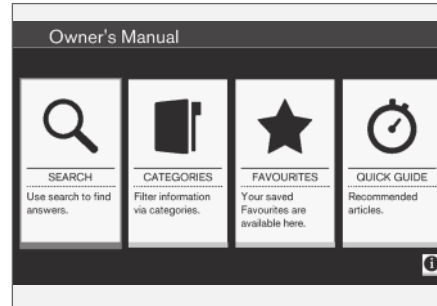 Owner's Manual
SEARCH
Use search to find
answers.
CATEGORIES
Filter information
via categories.
FAVOURITES
Your saved
Favourites are
available here.
QUICK GUIDE
Recommended
articles.
i